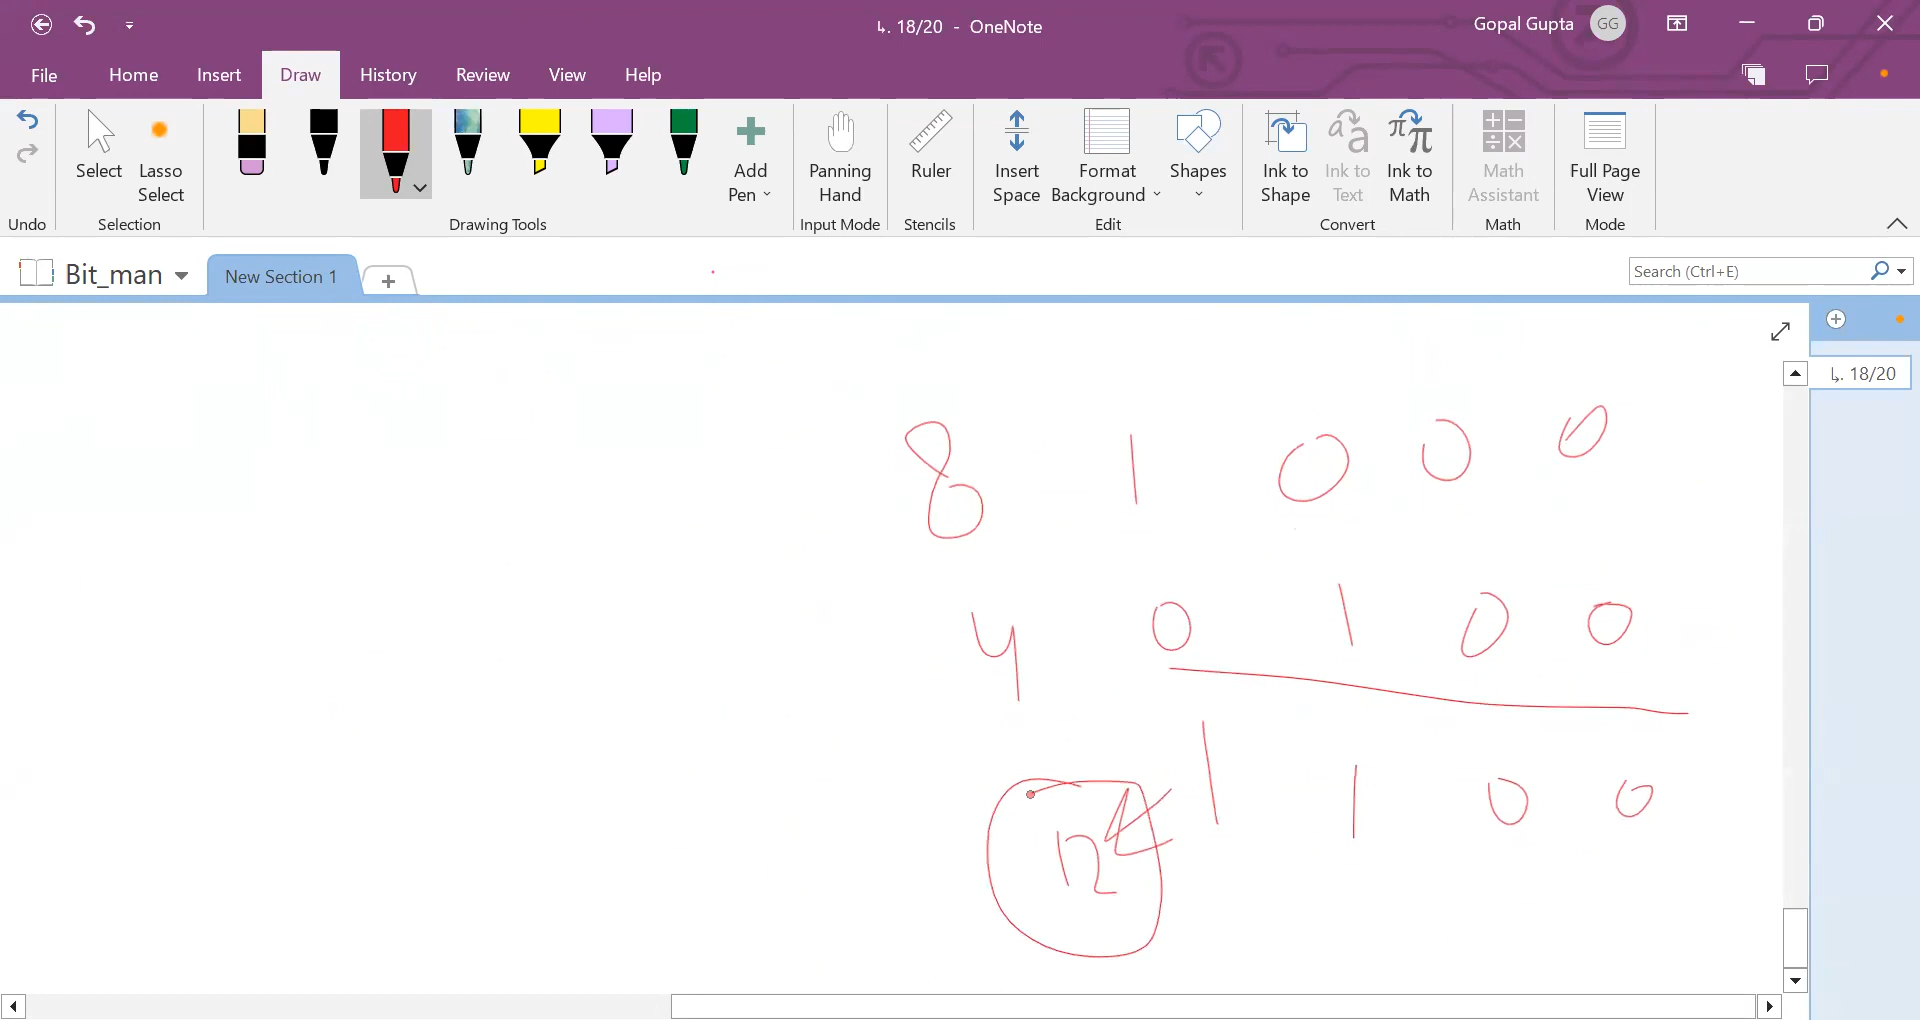 ↳. 18/20 - OneNote
Gopal Gupta GG
File Home Insert Draw History Review View Help
Select
Lasso Select
Add Pen
Panning Hand
Ruler
Insert Space
Format Background
Shapes
Ink to Shape
Ink to Text
Ink to Math
Math Assistant
Full Page View
Undo Selection Drawing Tools Input Mode Stencils Edit Convert Math Mode
Bit_man New Section 1
Search (Ctrl+E)
↳. 18/20
8 1 0 0 0
4 0 1 0 0
1 1 0 0
12